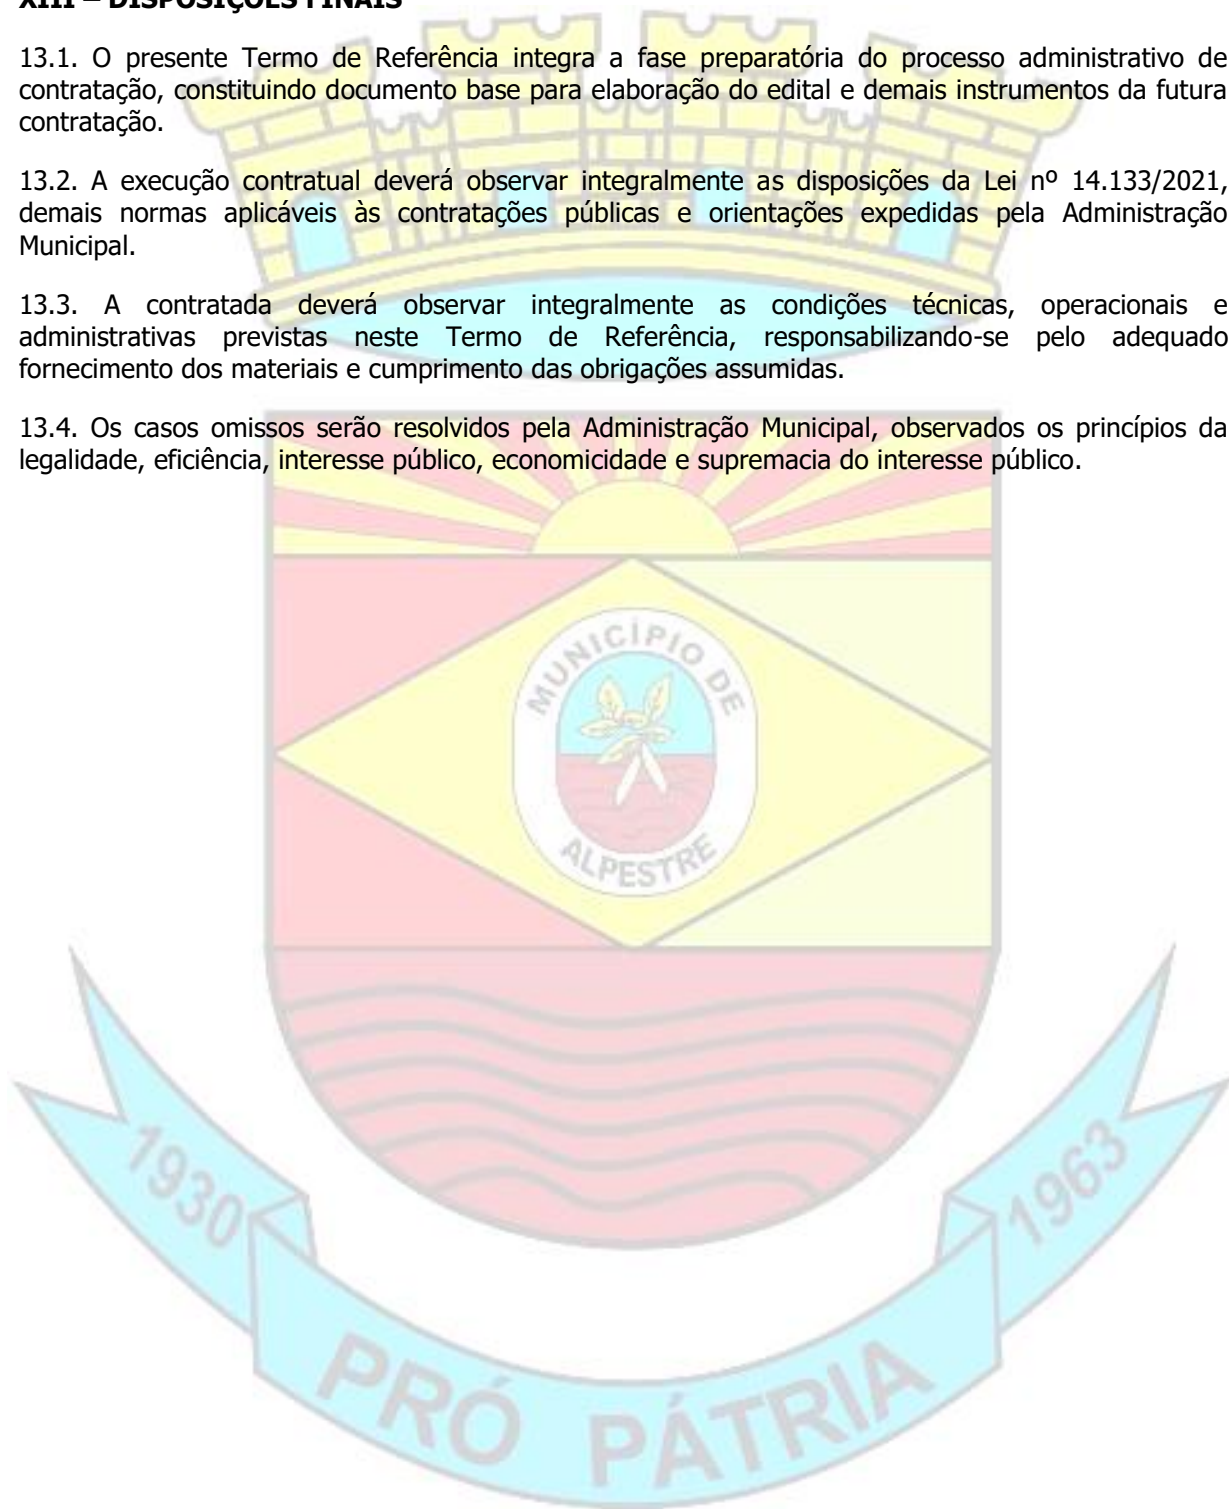 XIII – DISPOSIÇÕES FINAIS
13.1. O presente Termo de Referência integra a fase preparatória do processo administrativo de
contratação, constituindo documento base para elaboração do edital e demais instrumentos da futura
contratação.
13.2. A execução contratual deverá observar integralmente as disposições da Lei nº 14.133/2021,
demais normas aplicáveis às contratações públicas e orientações expedidas pela Administração
Municipal.
13.3. A contratada deverá observar integralmente as condições técnicas, operacionais e
administrativas previstas neste Termo de Referência, responsabilizando-se pelo adequado
fornecimento dos materiais e cumprimento das obrigações assumidas.
13.4. Os casos omissos serão resolvidos pela Administração Municipal, observados os princípios da
legalidade, eficiência, interesse público, economicidade e supremacia do interesse público.
MUNICÍPIO DE
ALPESTRE
1930
1963
PRÓ PÁTRIA